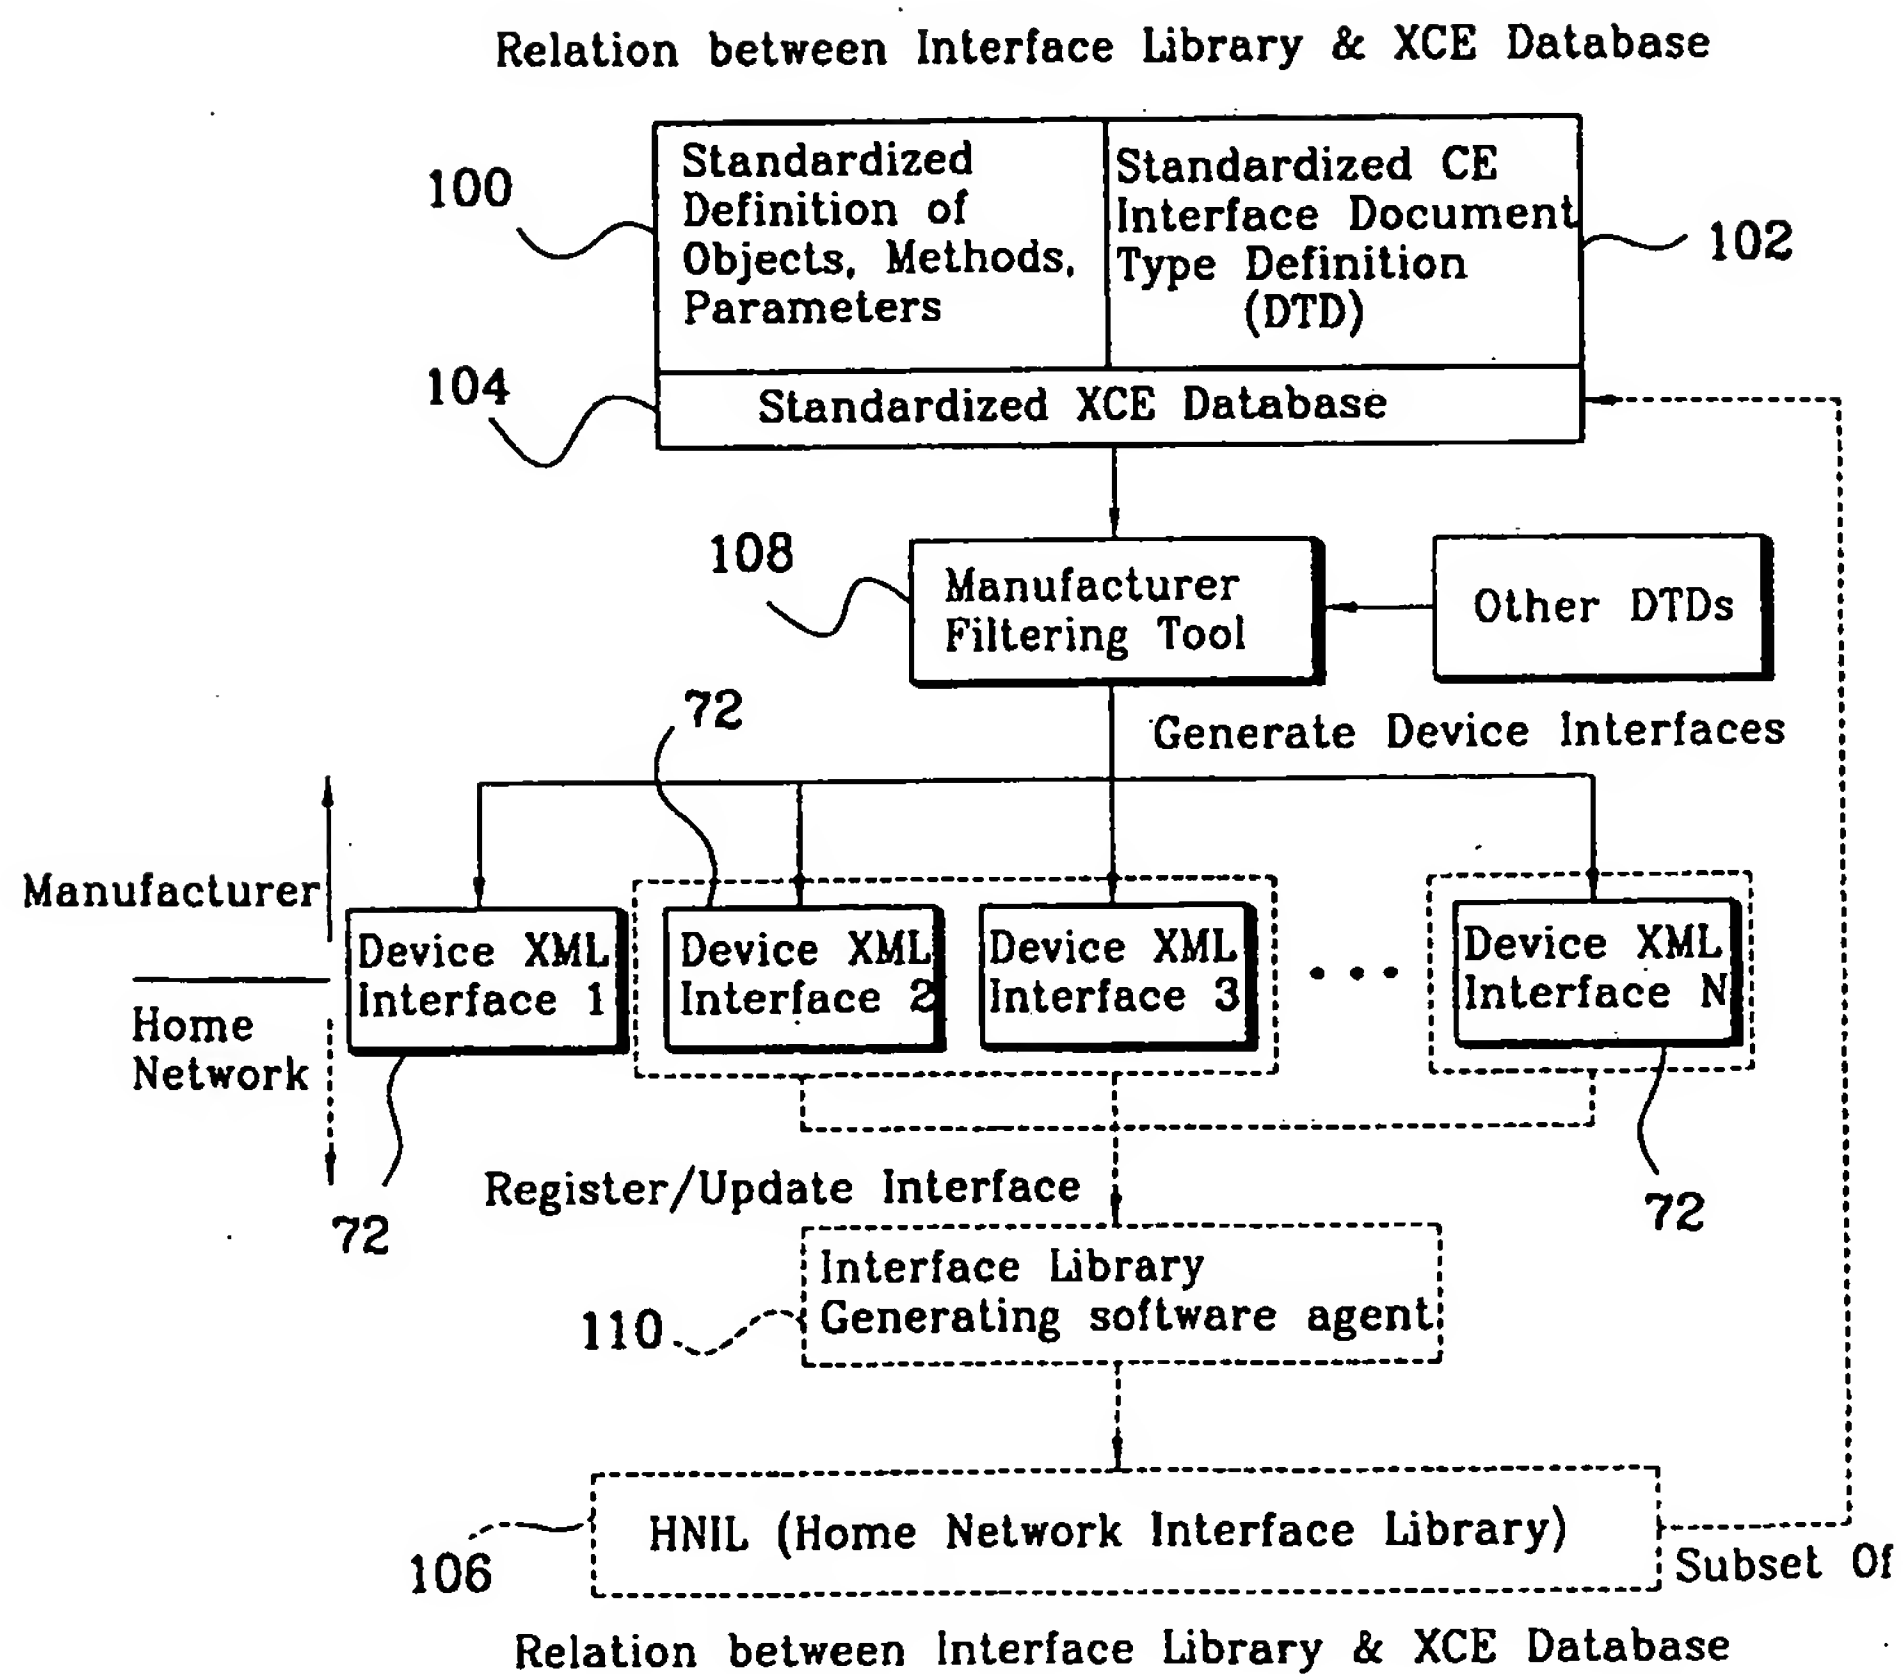 Relation between Interface Library & XCE Database
100
Standardized
Definition of
Objects, Methods,
Parameters
Standardized CE
Interface Document
Type Definition
(DTD)
102
104
Standardized XCE Database
108
Manufacturer
Filtering Tool
Other DTDs
72
Generate Device Interfaces
Manufacturer
Home
Network
Device XML
Interface 1
Device XML
Interface 2
Device XML
Interface 3
• • •
Device XML
Interface N
72
72
Register/Update Interface
Interface Library
Generating software agent
110
HNIL (Home Network Interface Library)
106
Subset Of
Relation between Interface Library & XCE Database